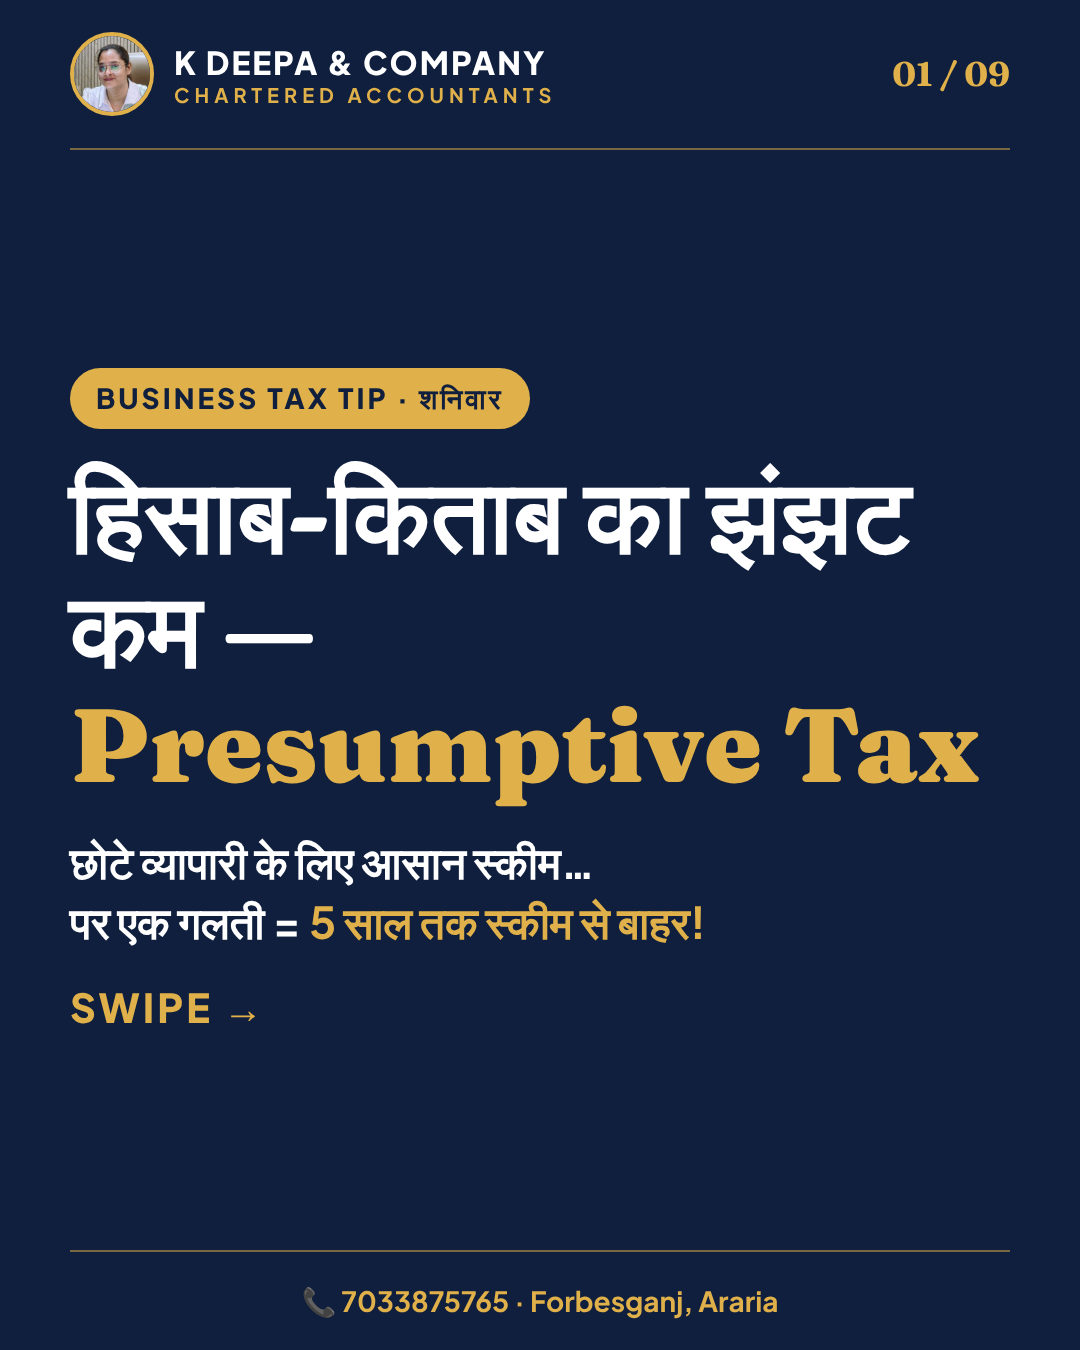 K DEEPA & COMPANY
CHARTERED ACCOUNTANTS
01 / 09
BUSINESS TAX TIP · शनिवार
हिसाब-किताब का झंझट
कम —
Presumptive Tax
छोटे व्यापारी के लिए आसान स्कीम...
पर एक गलती = 5 साल तक स्कीम से बाहर!
SWIPE →
📞 7033875765 · Forbesganj, Araria